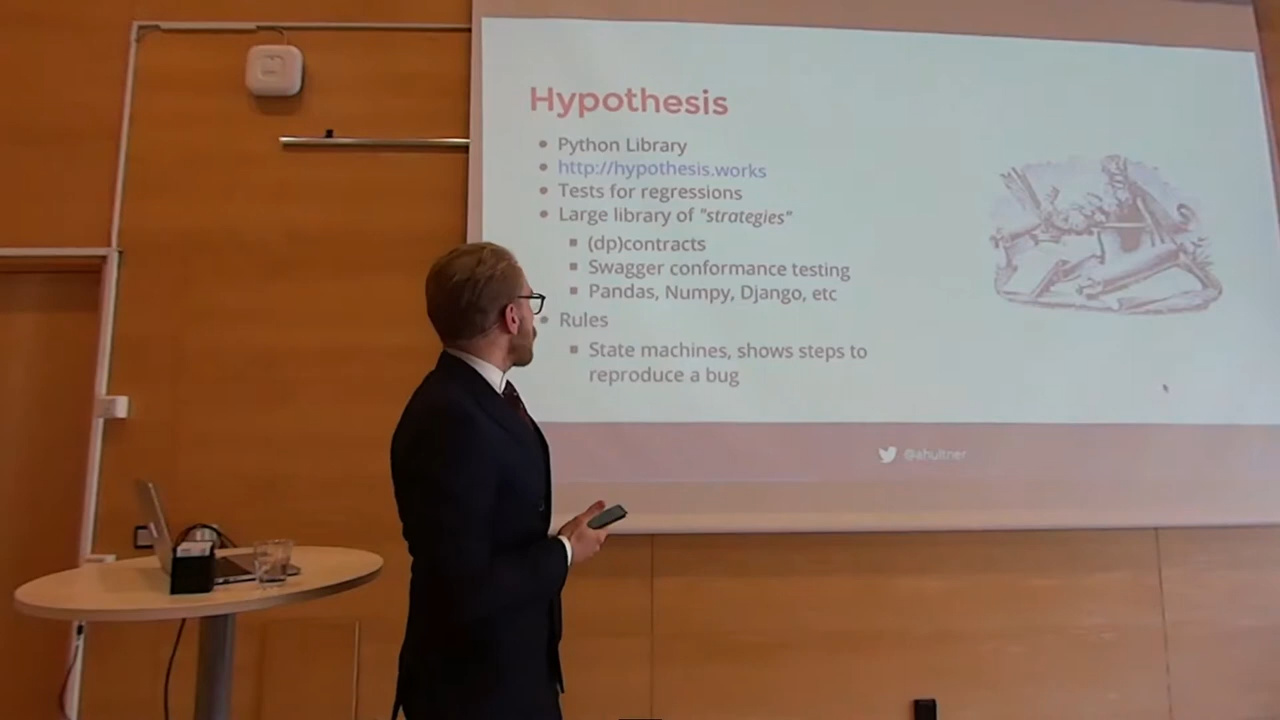 Hypothesis
Python Library
http://hypothesis.works
Tests for regressions
Large library of "strategies"
(dp)contracts
Swagger conformance testing
Pandas, Numpy, Django, etc
Rules
State machines, shows steps to
reproduce a bug
@ahultner